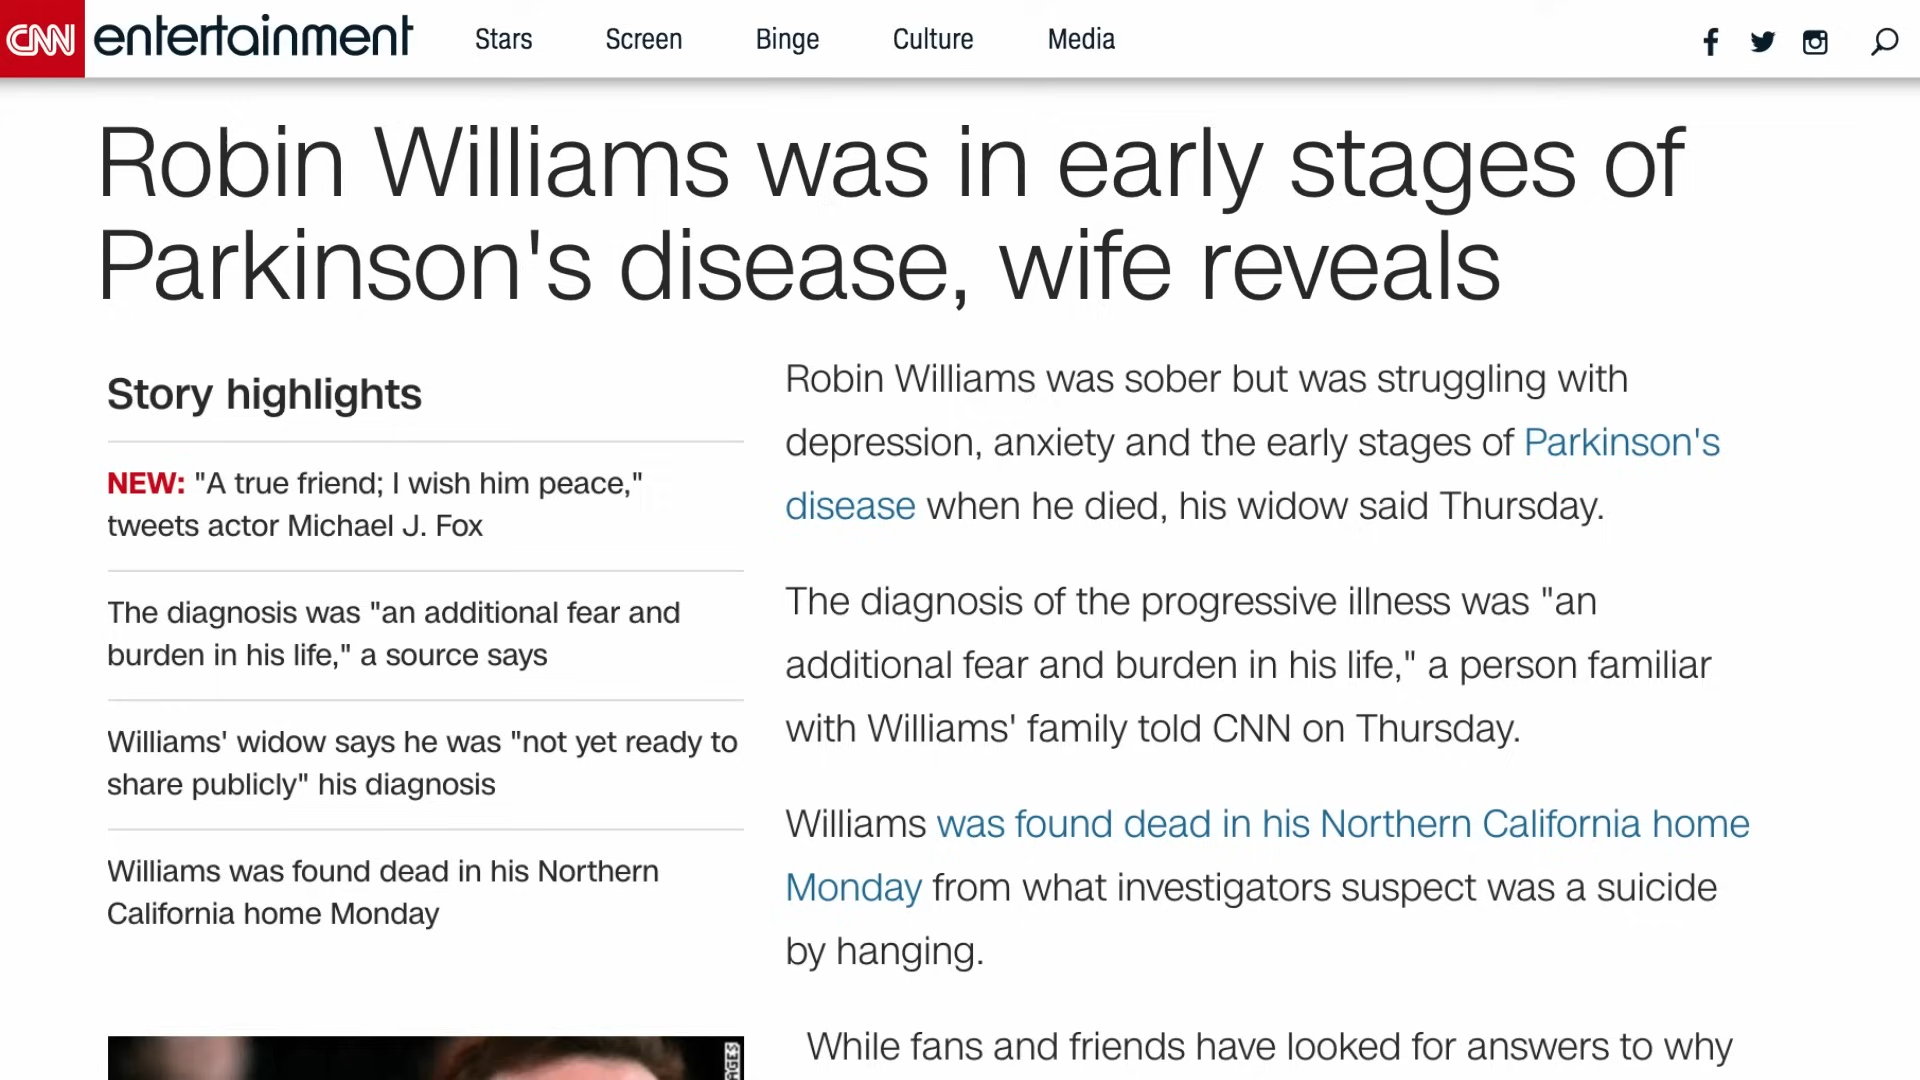 CNN entertainment Stars Screen Binge Culture Media
Robin Williams was in early stages of
Parkinson's disease, wife reveals
Story highlights
NEW: "A true friend; I wish him peace,"
tweets actor Michael J. Fox
The diagnosis was "an additional fear and
burden in his life," a source says
Williams' widow says he was "not yet ready to
share publicly" his diagnosis
Williams was found dead in his Northern
California home Monday
Robin Williams was sober but was struggling with
depression, anxiety and the early stages of Parkinson's
disease when he died, his widow said Thursday.
The diagnosis of the progressive illness was "an
additional fear and burden in his life," a person familiar
with Williams' family told CNN on Thursday.
Williams was found dead in his Northern California home
Monday from what investigators suspect was a suicide
by hanging.
While fans and friends have looked for answers to why